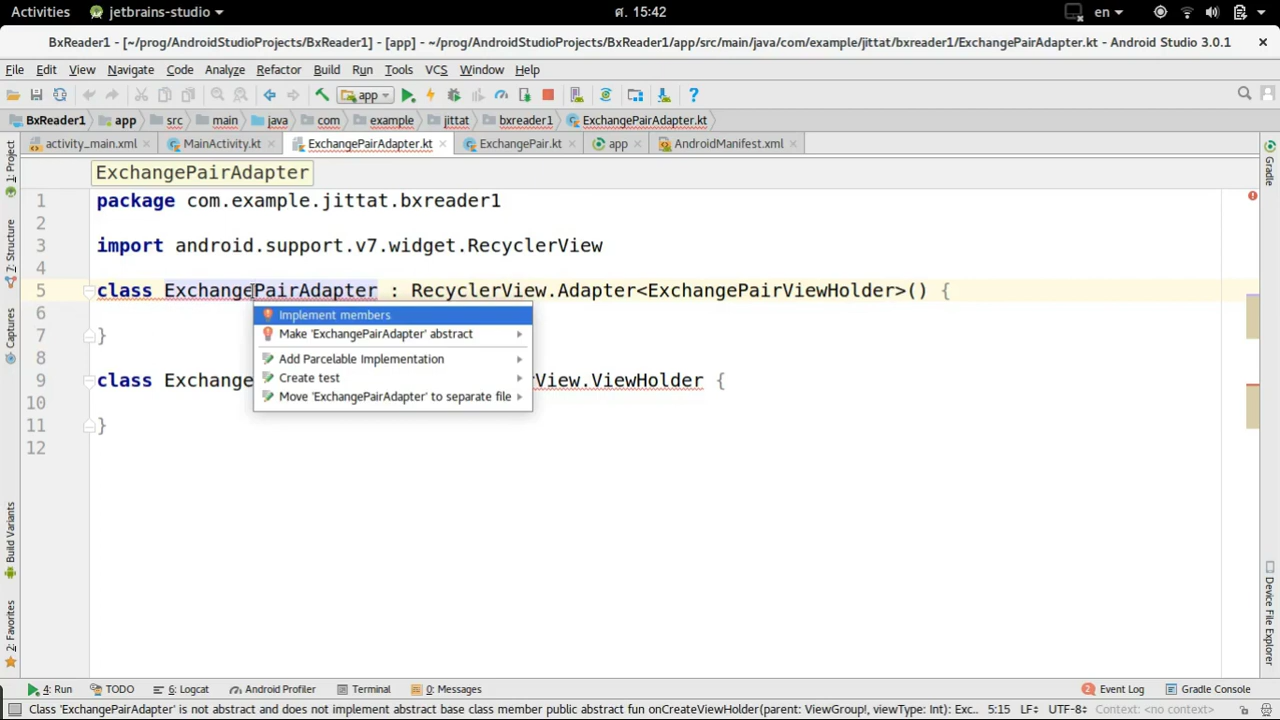 Activities jetbrains-studio ศ. 15:42 en
BxReader1 - [~/prog/AndroidStudioProjects/BxReader1] - [app] - ~/prog/AndroidStudioProjects/BxReader1/app/src/main/java/com/example/jittat/bxreader1/ExchangePairAdapter.kt - Android Studio 3.0.1
File Edit View Navigate Code Analyze Refactor Build Run Tools VCS Window Help
app
BxReader1 app src main java com example jittat bxreader1 ExchangePairAdapter.kt
activity_main.xml MainActivity.kt ExchangePairAdapter.kt ExchangePair.kt app AndroidManifest.xml
ExchangePairAdapter
1 package com.example.jittat.bxreader1
2
3 import android.support.v7.widget.RecyclerView
4
5 class ExchangePairAdapter : RecyclerView.Adapter<ExchangePairViewHolder>() {
6
7 }
8
9 class Exchange rView.ViewHolder {
10
11 }
12
Implement members
Make 'ExchangePairAdapter' abstract
Add Parcelable Implementation
Create test
Move 'ExchangePairAdapter' to separate file
1: Project
7: Structure
Captures
Build Variants
2: Favorites
Gradle
Device File Explorer
4: Run TODO 6: Logcat Android Profiler Terminal 0: Messages 2 Event Log Gradle Console
Class 'ExchangePairAdapter' is not abstract and does not implement abstract base class member public abstract fun onCreateViewHolder(parent: ViewGroup!, viewType: Int): Exc... 5:15 LF÷ UTF-8÷ Context: <no context>